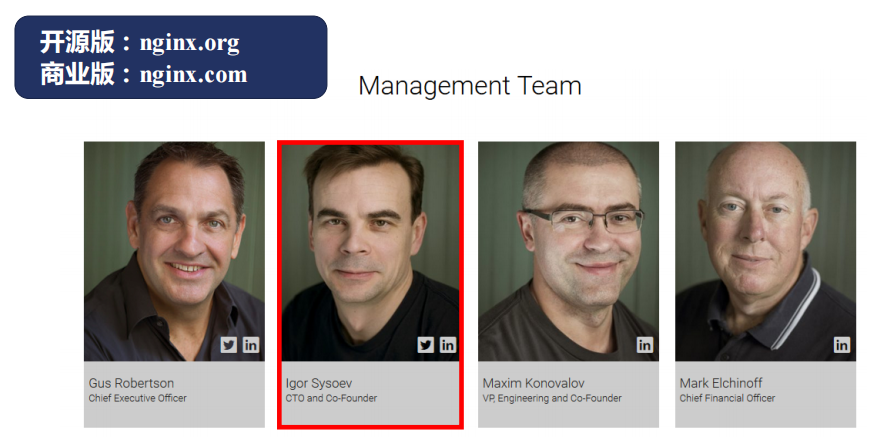 开源版：nginx.org
商业版：nginx.com
Management Team
Gus Robertson
Chief Executive Officer
Igor Sysoev
CTO and Co-Founder
Maxim Konovalov
VP, Engineering and Co-Founder
Mark Elchinoff
Chief Financial Officer